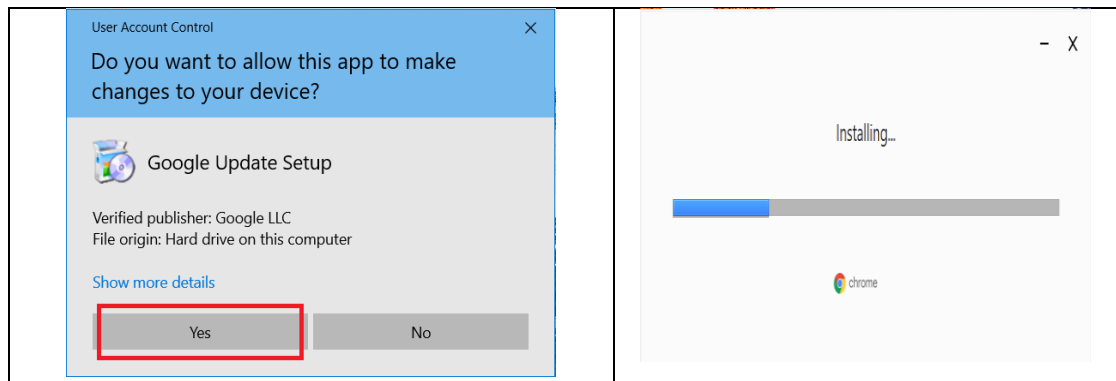 User Account Control
Do you want to allow this app to make
changes to your device?
Google Update Setup
Verified publisher: Google LLC
File origin: Hard drive on this computer
Show more details
Yes
No
Installing...
chrome